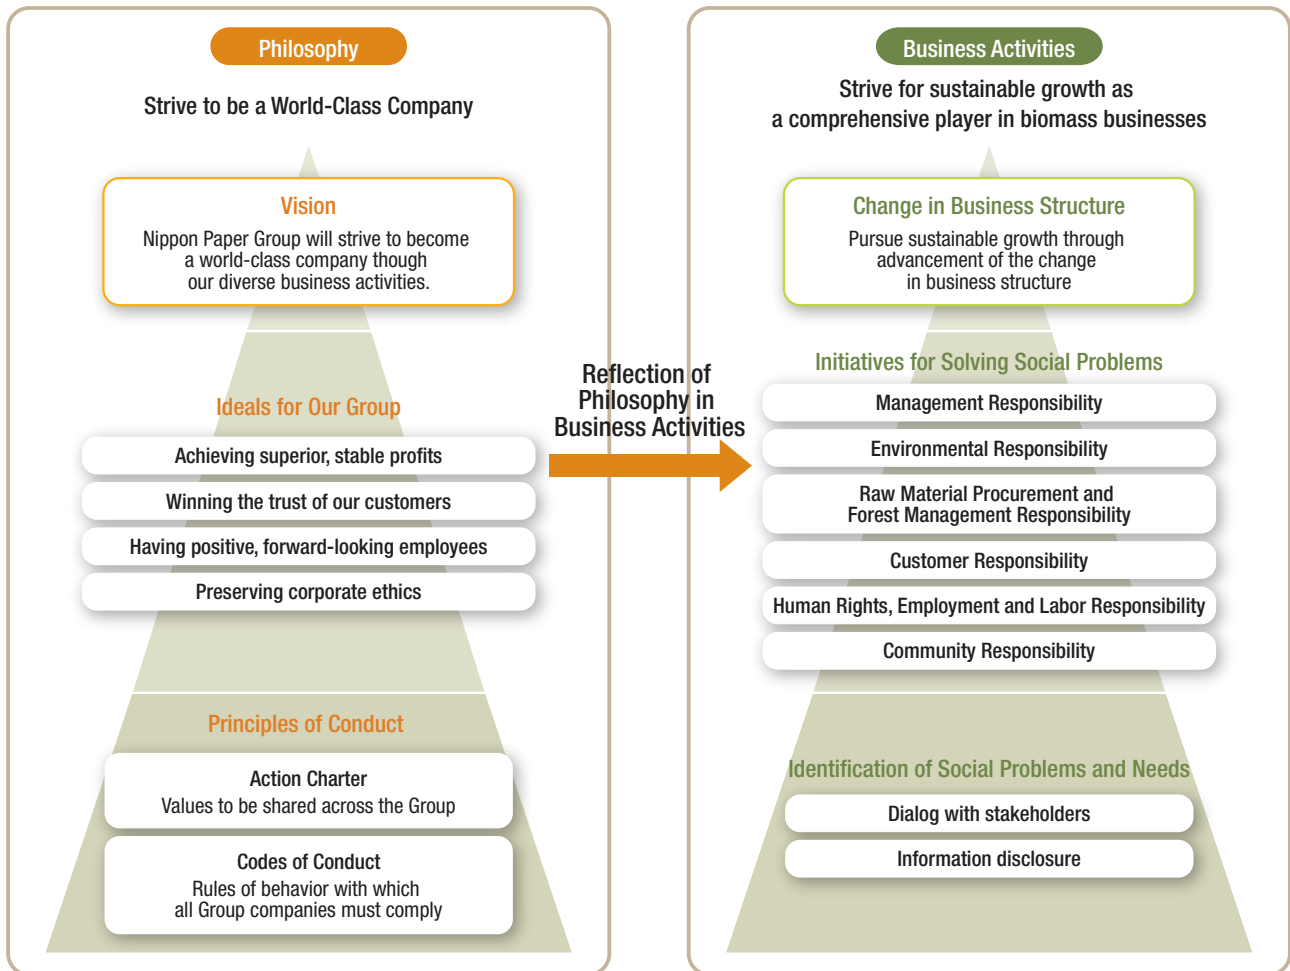 Philosophy
Strive to be a World-Class Company
Vision
Nippon Paper Group will strive to become
a world-class company though
our diverse business activities.
Ideals for Our Group
Achieving superior, stable profits
Winning the trust of our customers
Having positive, forward-looking employees
Preserving corporate ethics
Principles of Conduct
Action Charter
Values to be shared across the Group
Codes of Conduct
Rules of behavior with which
all Group companies must comply
Reflection of
Philosophy in
Business Activities
Business Activities
Strive for sustainable growth as
a comprehensive player in biomass businesses
Change in Business Structure
Pursue sustainable growth through
advancement of the change
in business structure
Initiatives for Solving Social Problems
Management Responsibility
Environmental Responsibility
Raw Material Procurement and
Forest Management Responsibility
Customer Responsibility
Human Rights, Employment and Labor Responsibility
Community Responsibility
Identification of Social Problems and Needs
Dialog with stakeholders
Information disclosure